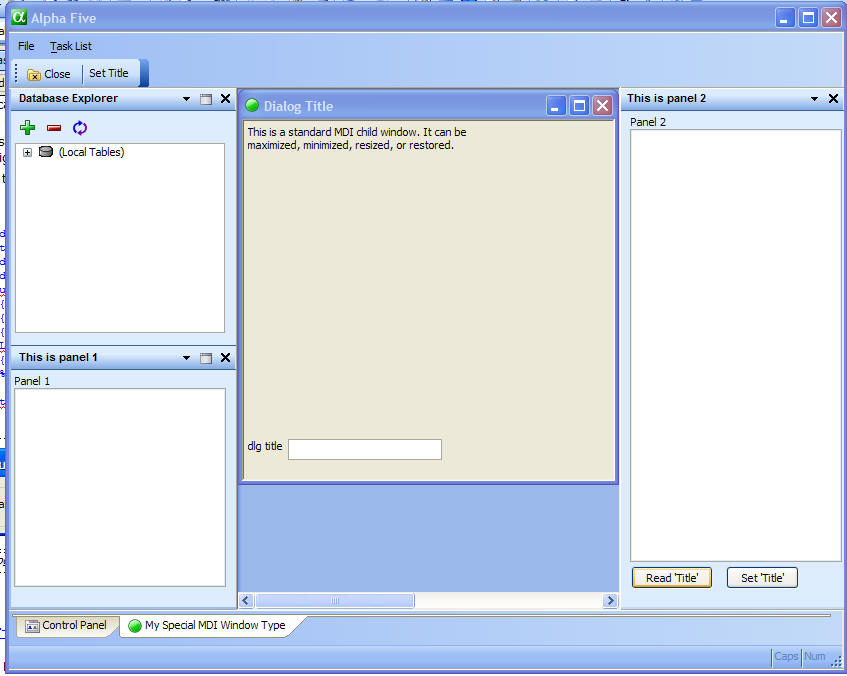 Alpha Five
File Task List
Close Set Title
Database Explorer
(Local Tables)
This is panel 1
Panel 1
Dialog Title
This is a standard MDI child window. It can be
maximized, minimized, resized, or restored.
dlg title
This is panel 2
Panel 2
Read 'Title' Set 'Title'
Control Panel My Special MDI Window Type
Caps Num